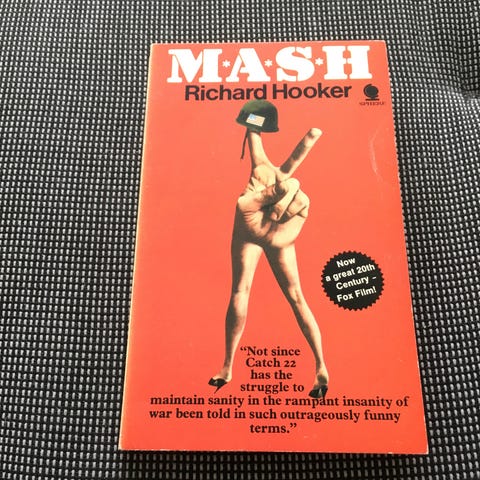 M*A*S*H
Richard Hooker
SPHERE
Now
a great 20th
Century -
Fox Film!
“Not since
Catch 22
has the
struggle to
maintain sanity in the rampant insanity of
war been told in such outrageously funny
terms.”